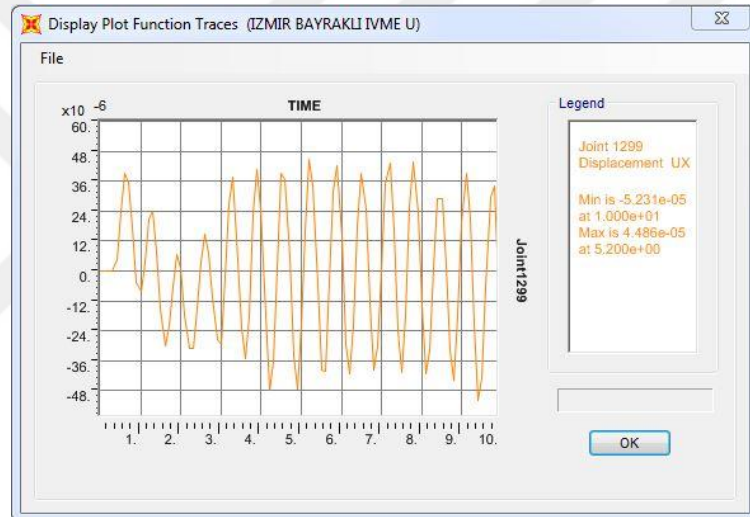 Display Plot Function Traces (IZMIR BAYRAKLI IVME U)
File
x10 -6
TIME
60.
48.
36.
24.
12.
0.
-12.
-24.
-36.
-48.
1. 2. 3. 4. 5. 6. 7. 8. 9. 10.
Joint1299
Legend
Joint 1299
Displacement UX
Min is -5.231e-05
at 1.000e+01
Max is 4.486e-05
at 5.200e+00
OK